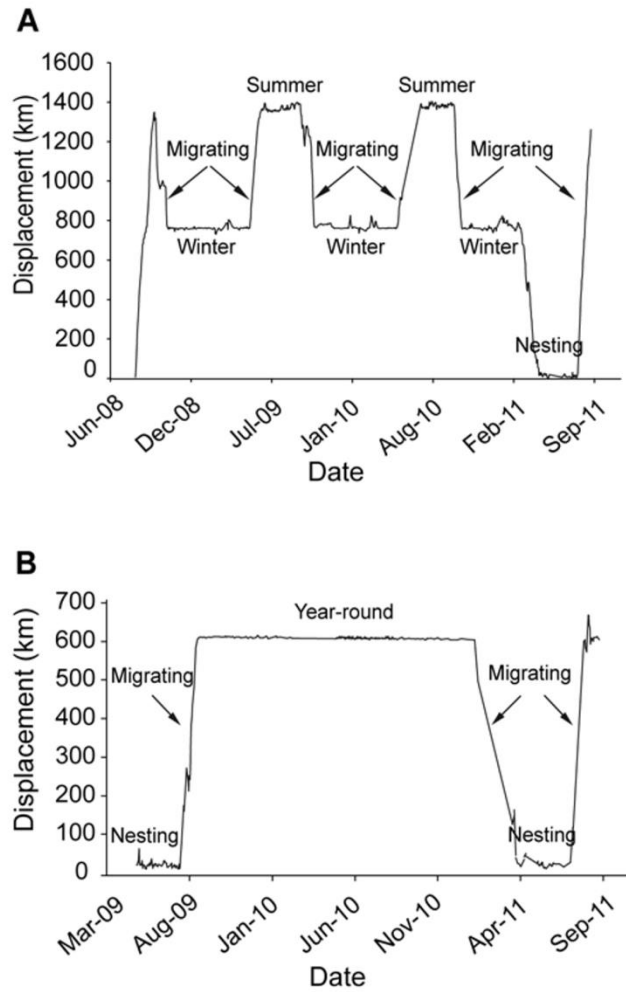 A
1600
1400
1200
1000
800
600
400
200
0
Displacement (km)
Summer
Summer
Migrating
Migrating
Migrating
Winter
Winter
Winter
Nesting
Jun-08
Dec-08
Jul-09
Jan-10
Aug-10
Feb-11
Sep-11
Date
B
700
600
500
400
300
200
100
0
Displacement (km)
Year-round
Migrating
Migrating
Nesting
Nesting
Mar-09
Aug-09
Jan-10
Jun-10
Nov-10
Apr-11
Sep-11
Date